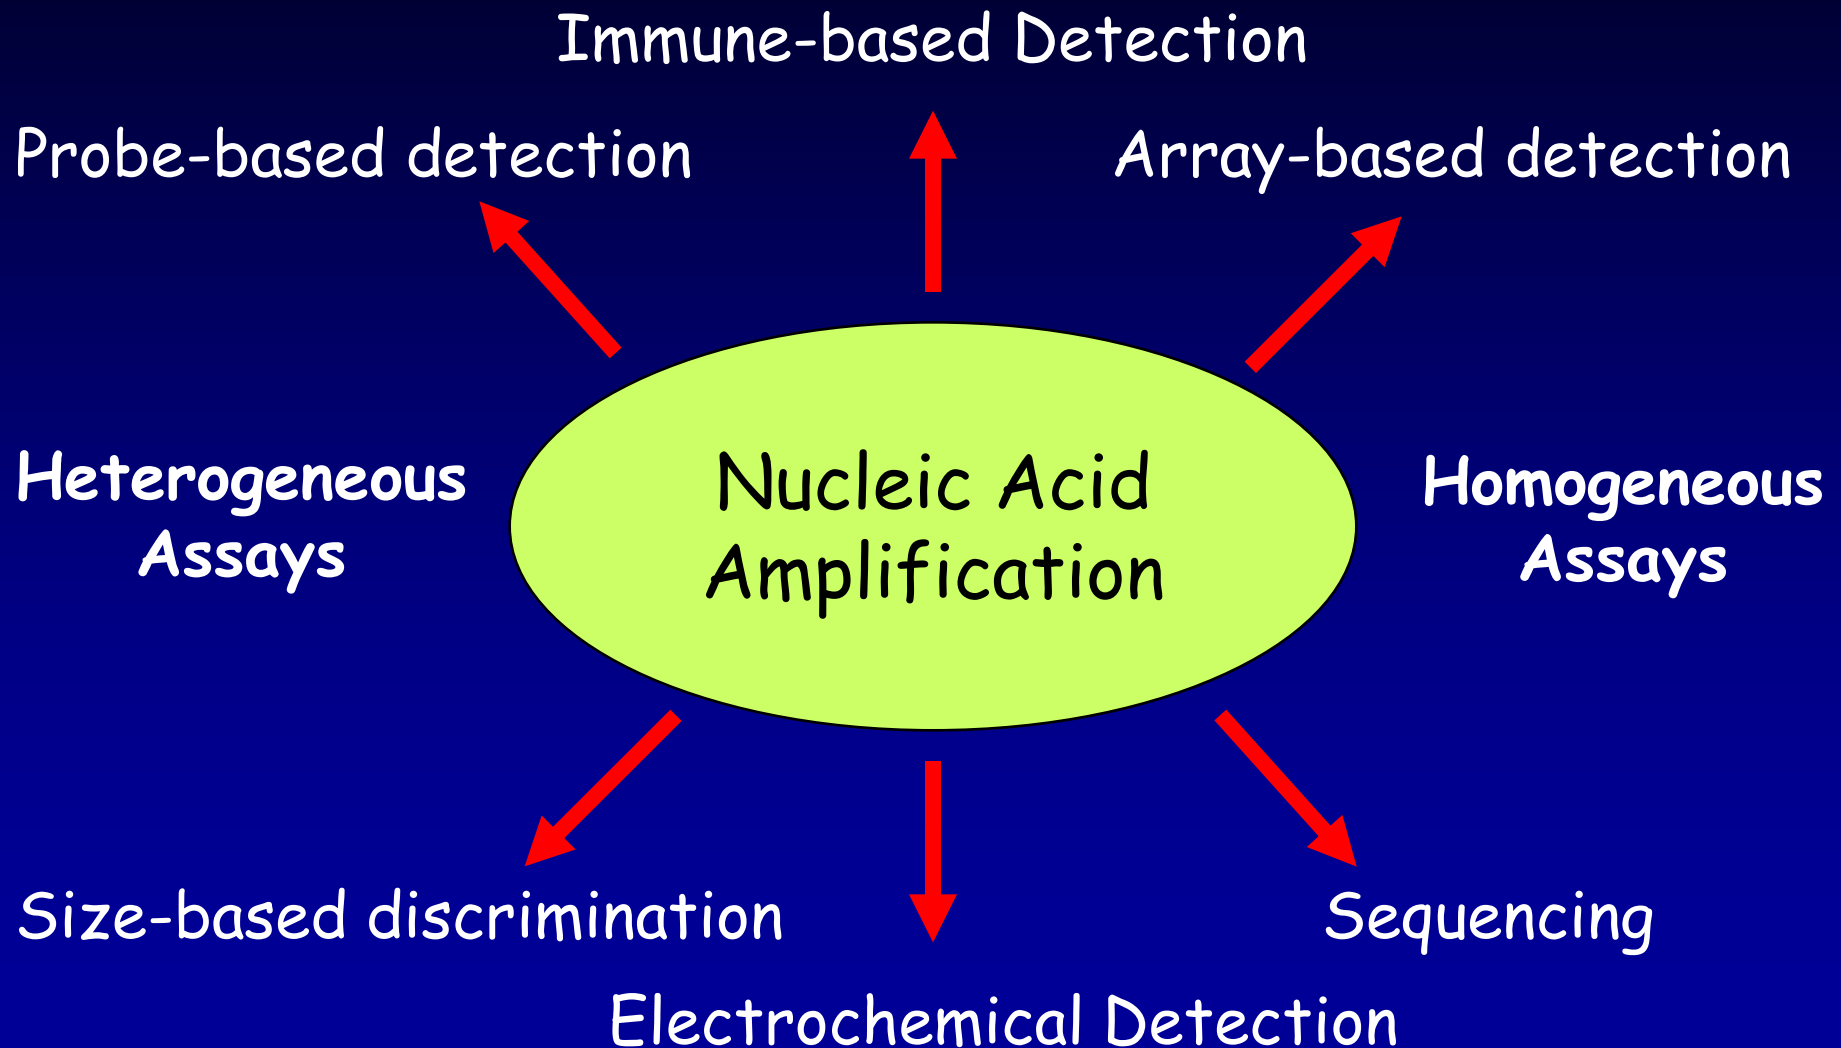 Immune-based Detection
Probe-based detection
Array-based detection
Heterogeneous
Assays
Nucleic Acid
Amplification
Homogeneous
Assays
Size-based discrimination
Sequencing
Electrochemical Detection